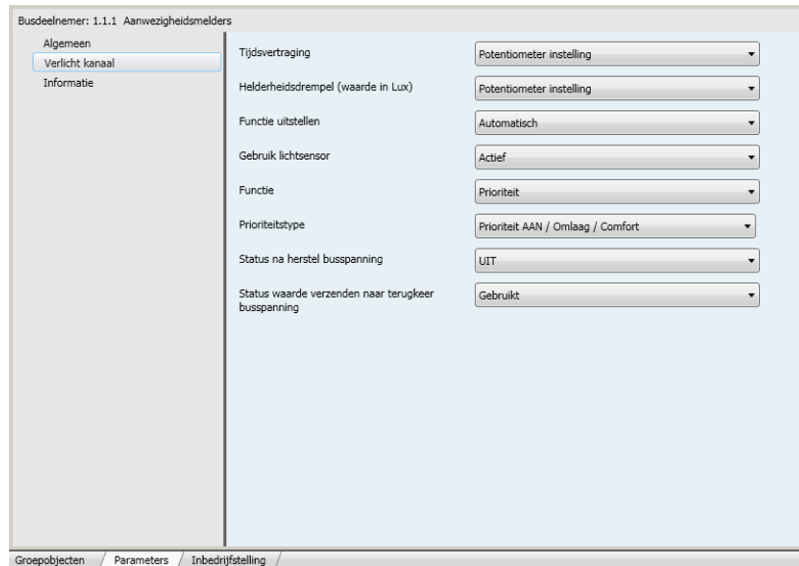 Busdeelnemer: 1.1.1 Aanwezigheidsmelders
Algemeen
Verlicht kanaal
Informatie
Tijdsvertraging
Potentiometer instelling
Helderheidsdrempel (waarde in Lux)
Potentiometer instelling
Functie uitstellen
Automatisch
Gebruik lichtsensor
Actief
Functie
Prioriteit
Prioriteitstype
Prioriteit AAN / Omlaag / Comfort
Status na herstel busspanning
UIT
Status waarde verzenden naar terugkeer
busspanning
Gebruikt
Groepobjecten / Parameters / Inbedrijfstelling /